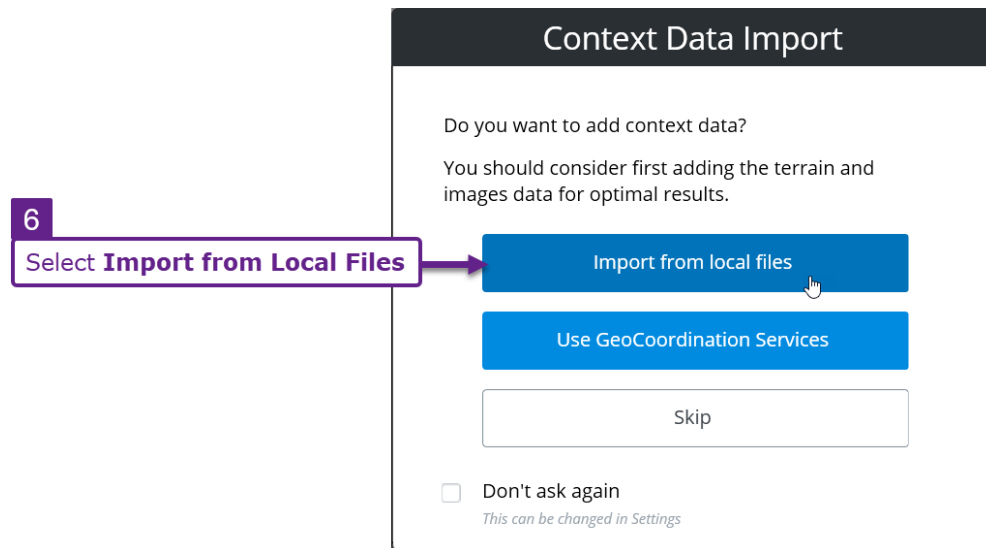 Context Data Import
Do you want to add context data?
You should consider first adding the terrain and
images data for optimal results.
6
Select Import from Local Files
Import from local files
Use GeoCoordination Services
Skip
Don't ask again
This can be changed in Settings